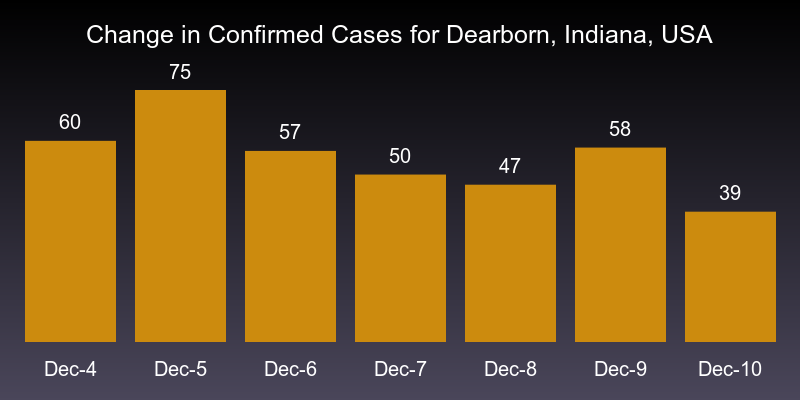 Change in Confirmed Cases for Dearborn, Indiana, USA
60
75
57
50
47
58
39
Dec-4
Dec-5
Dec-6
Dec-7
Dec-8
Dec-9
Dec-10